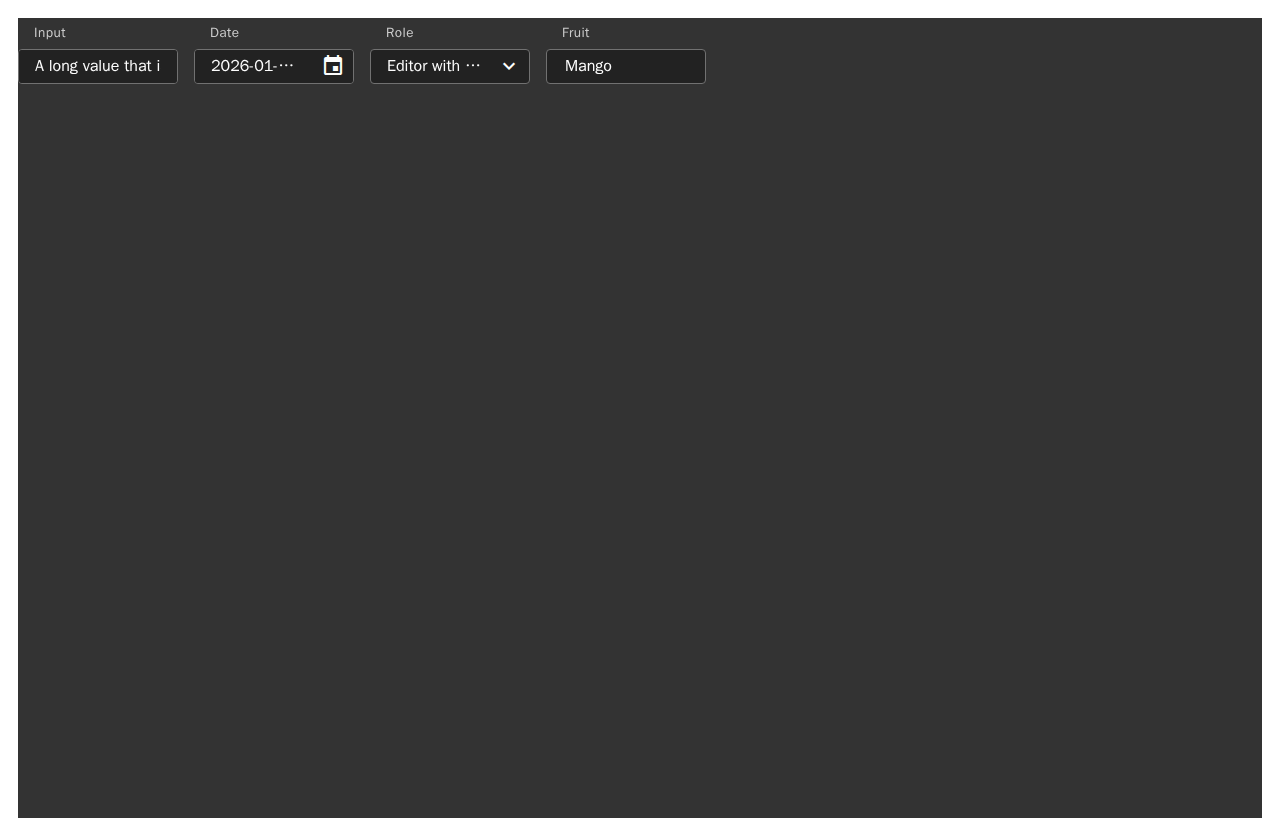 Input Date Role Fruit
A long value that i 2026-01-… Editor with … Mango